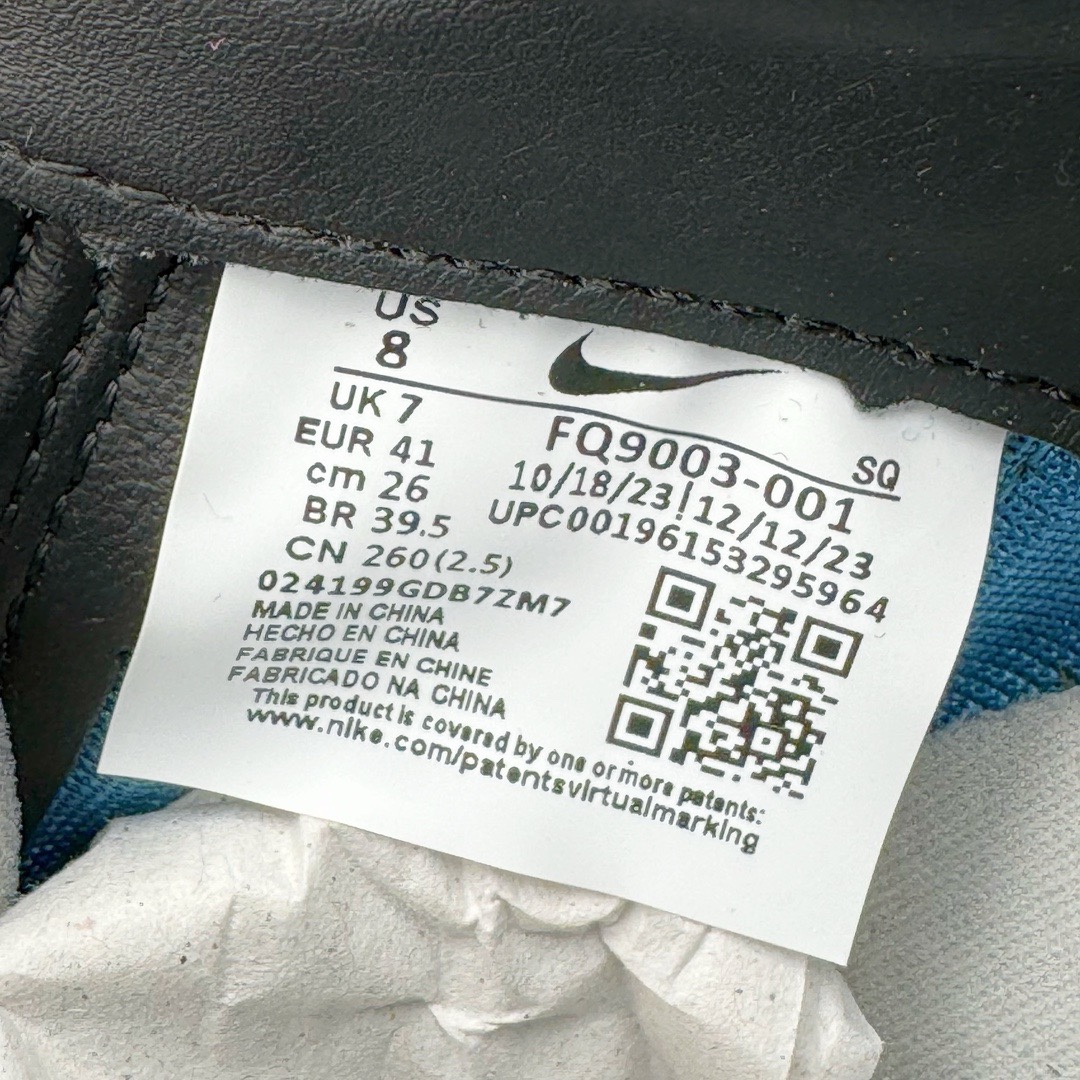 US
8
UK 7
EUR 41
cm 26
BR 39.5
CN 260(2.5)
024199GDB7ZM7
MADE IN CHINA
HECHO EN CHINA
FABRIQUE EN CHINE
FABRICADO NA CHINA
This product is covered by one or more patents:
www.nike.com/patentsvirtualmarking
SQ
FQ9003-001
10/18/23!12/12/23
UPC00196153295964